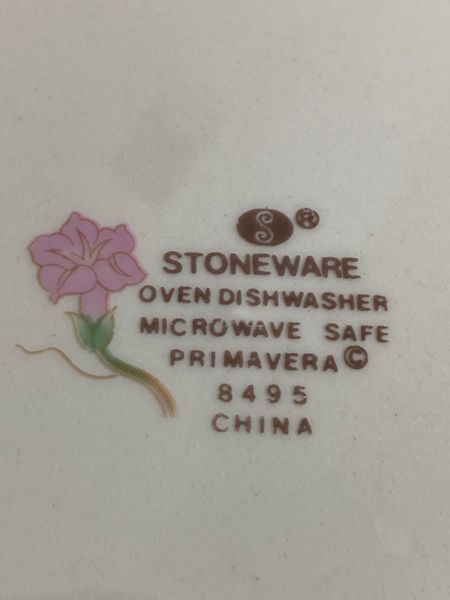 S ®
STONEWARE
OVEN DISHWASHER
MICROWAVE SAFE
PRIMAVERA ©
8495
CHINA